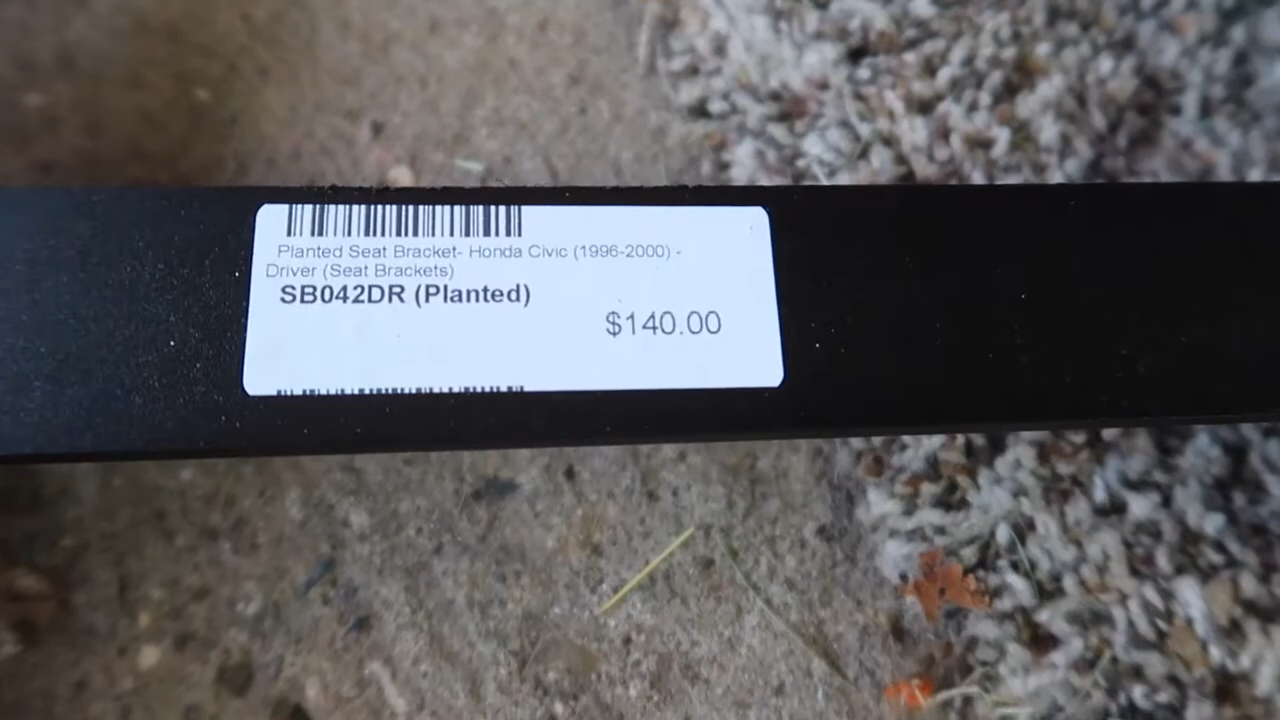 Planted Seat Bracket- Honda Civic (1996-2000) -
Driver (Seat Brackets)
SB042DR (Planted)
$140.00